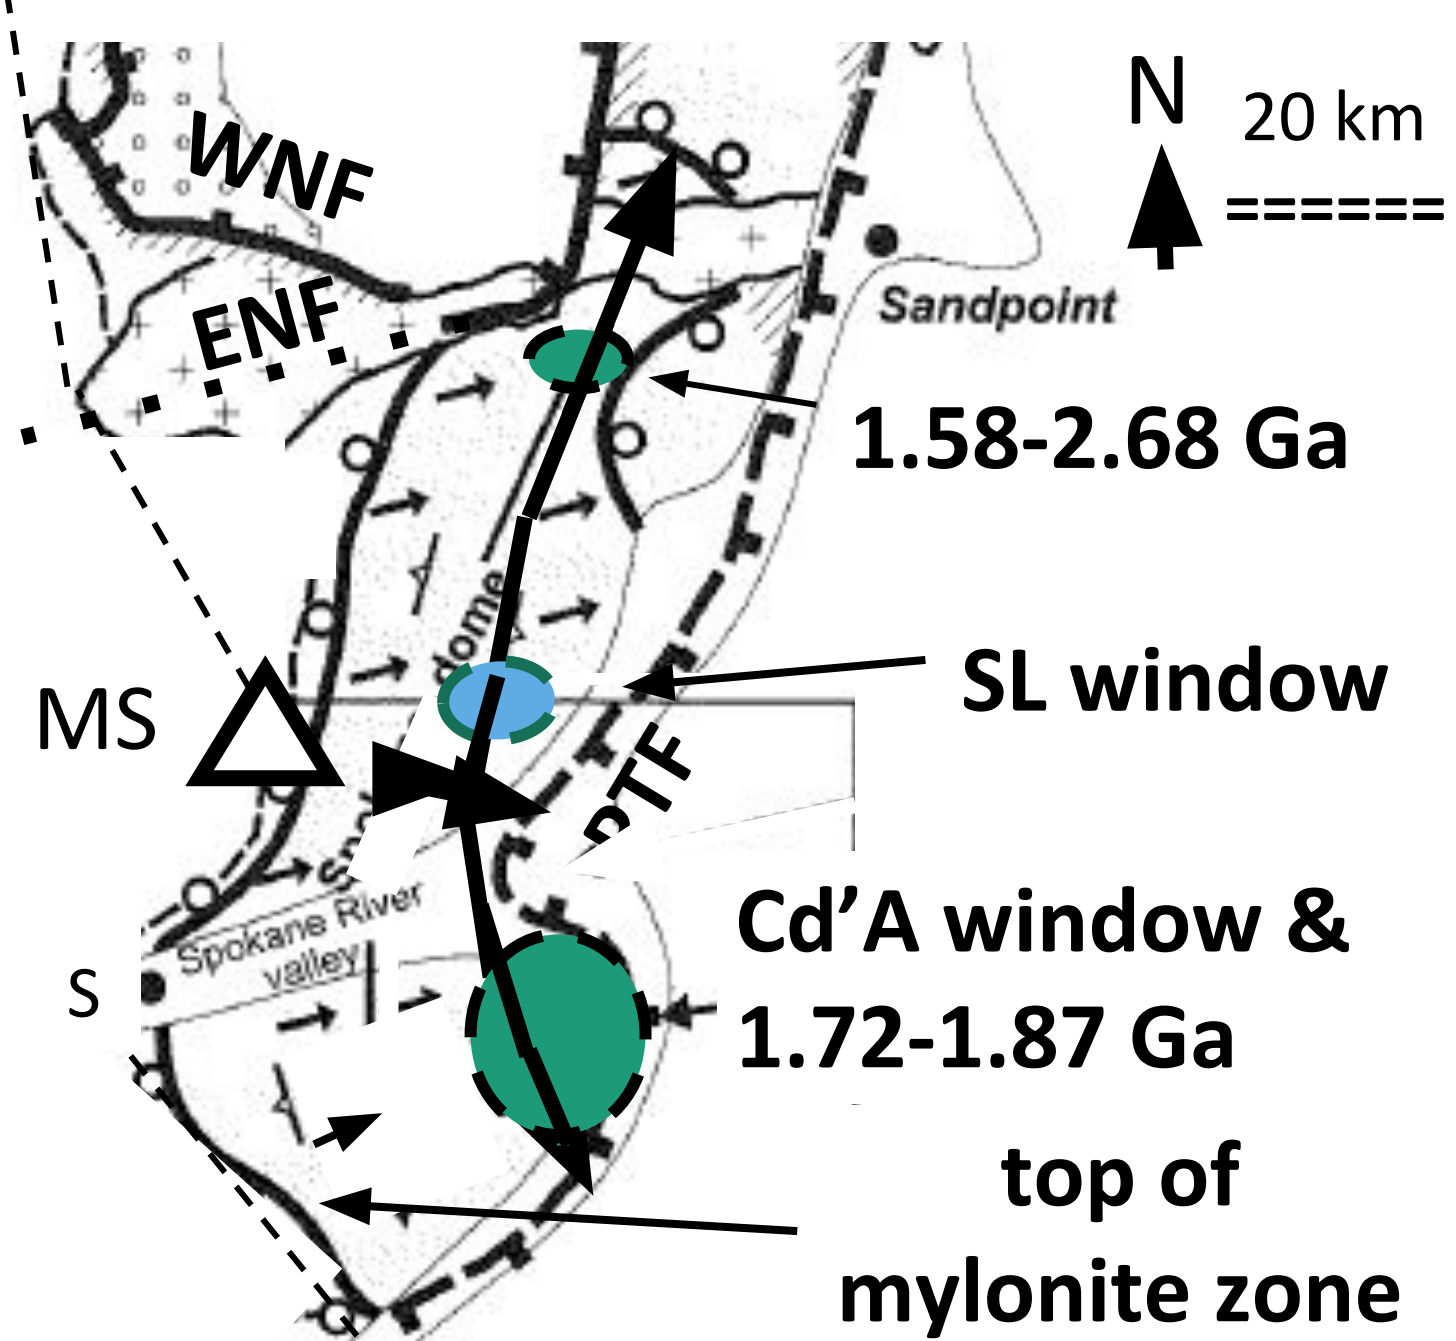 N
20 km
======
WNF
ENF
Sandpoint
1.58-2.68 Ga
dome
SL window
MS
PTF
Spo
Cd’A window &
1.72-1.87 Ga
Spokane River
valley
S
top of
mylonite zone